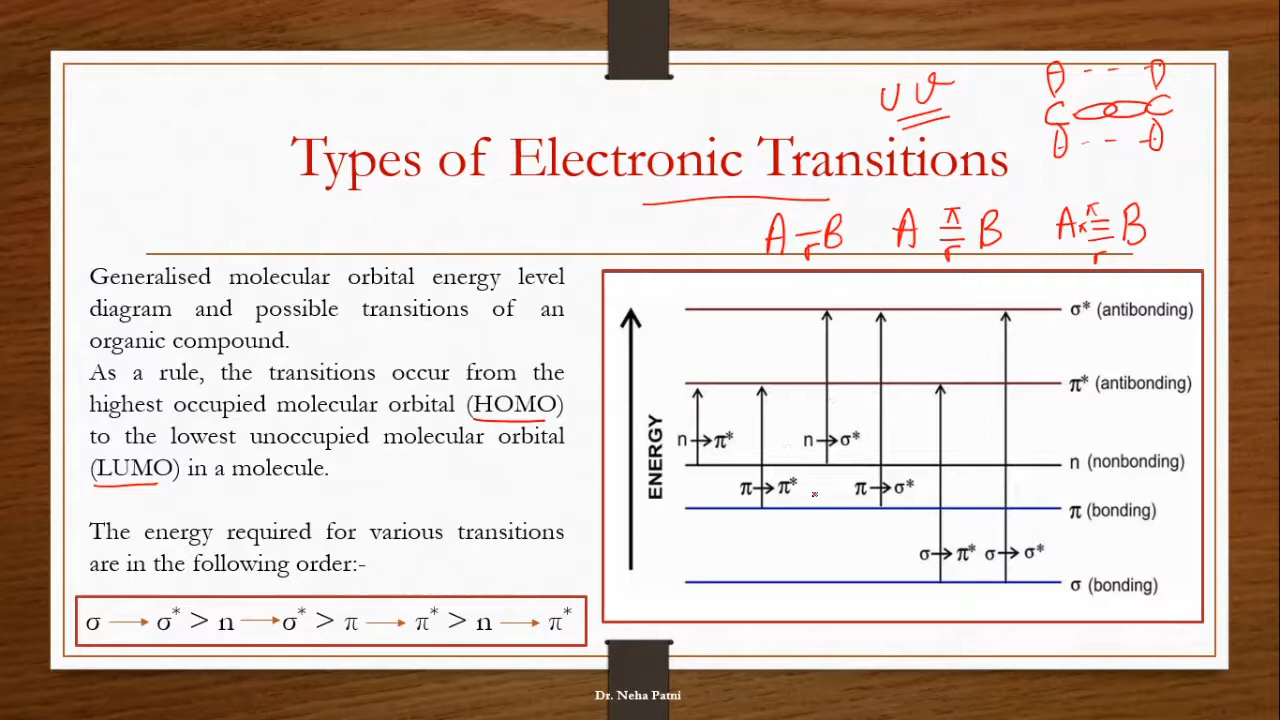 U V
Types of Electronic Transitions
A – B A π = B A π ≡ B
Generalised molecular orbital energy level
diagram and possible transitions of an
organic compound.
As a rule, the transitions occur from the
highest occupied molecular orbital (HOMO)
to the lowest unoccupied molecular orbital
(LUMO) in a molecule.
The energy required for various transitions
are in the following order:-
σ → σ* > n → σ* > π → π* > n → π*
ENERGY
σ* (antibonding)
π* (antibonding)
n→π* n→σ*
n (nonbonding)
π→π* π→σ*
π (bonding)
σ→π* σ→σ*
σ (bonding)
Dr. Neha Patni